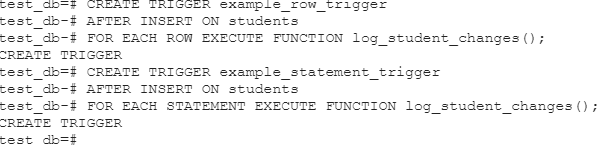 test_db=# CREATE TRIGGER example_row_trigger
test_db-# AFTER INSERT ON students
test_db-# FOR EACH ROW EXECUTE FUNCTION log_student_changes();
CREATE TRIGGER
test_db=# CREATE TRIGGER example_statement_trigger
test_db-# AFTER INSERT ON students
test_db-# FOR EACH STATEMENT EXECUTE FUNCTION log_student_changes();
CREATE TRIGGER
test_db=#